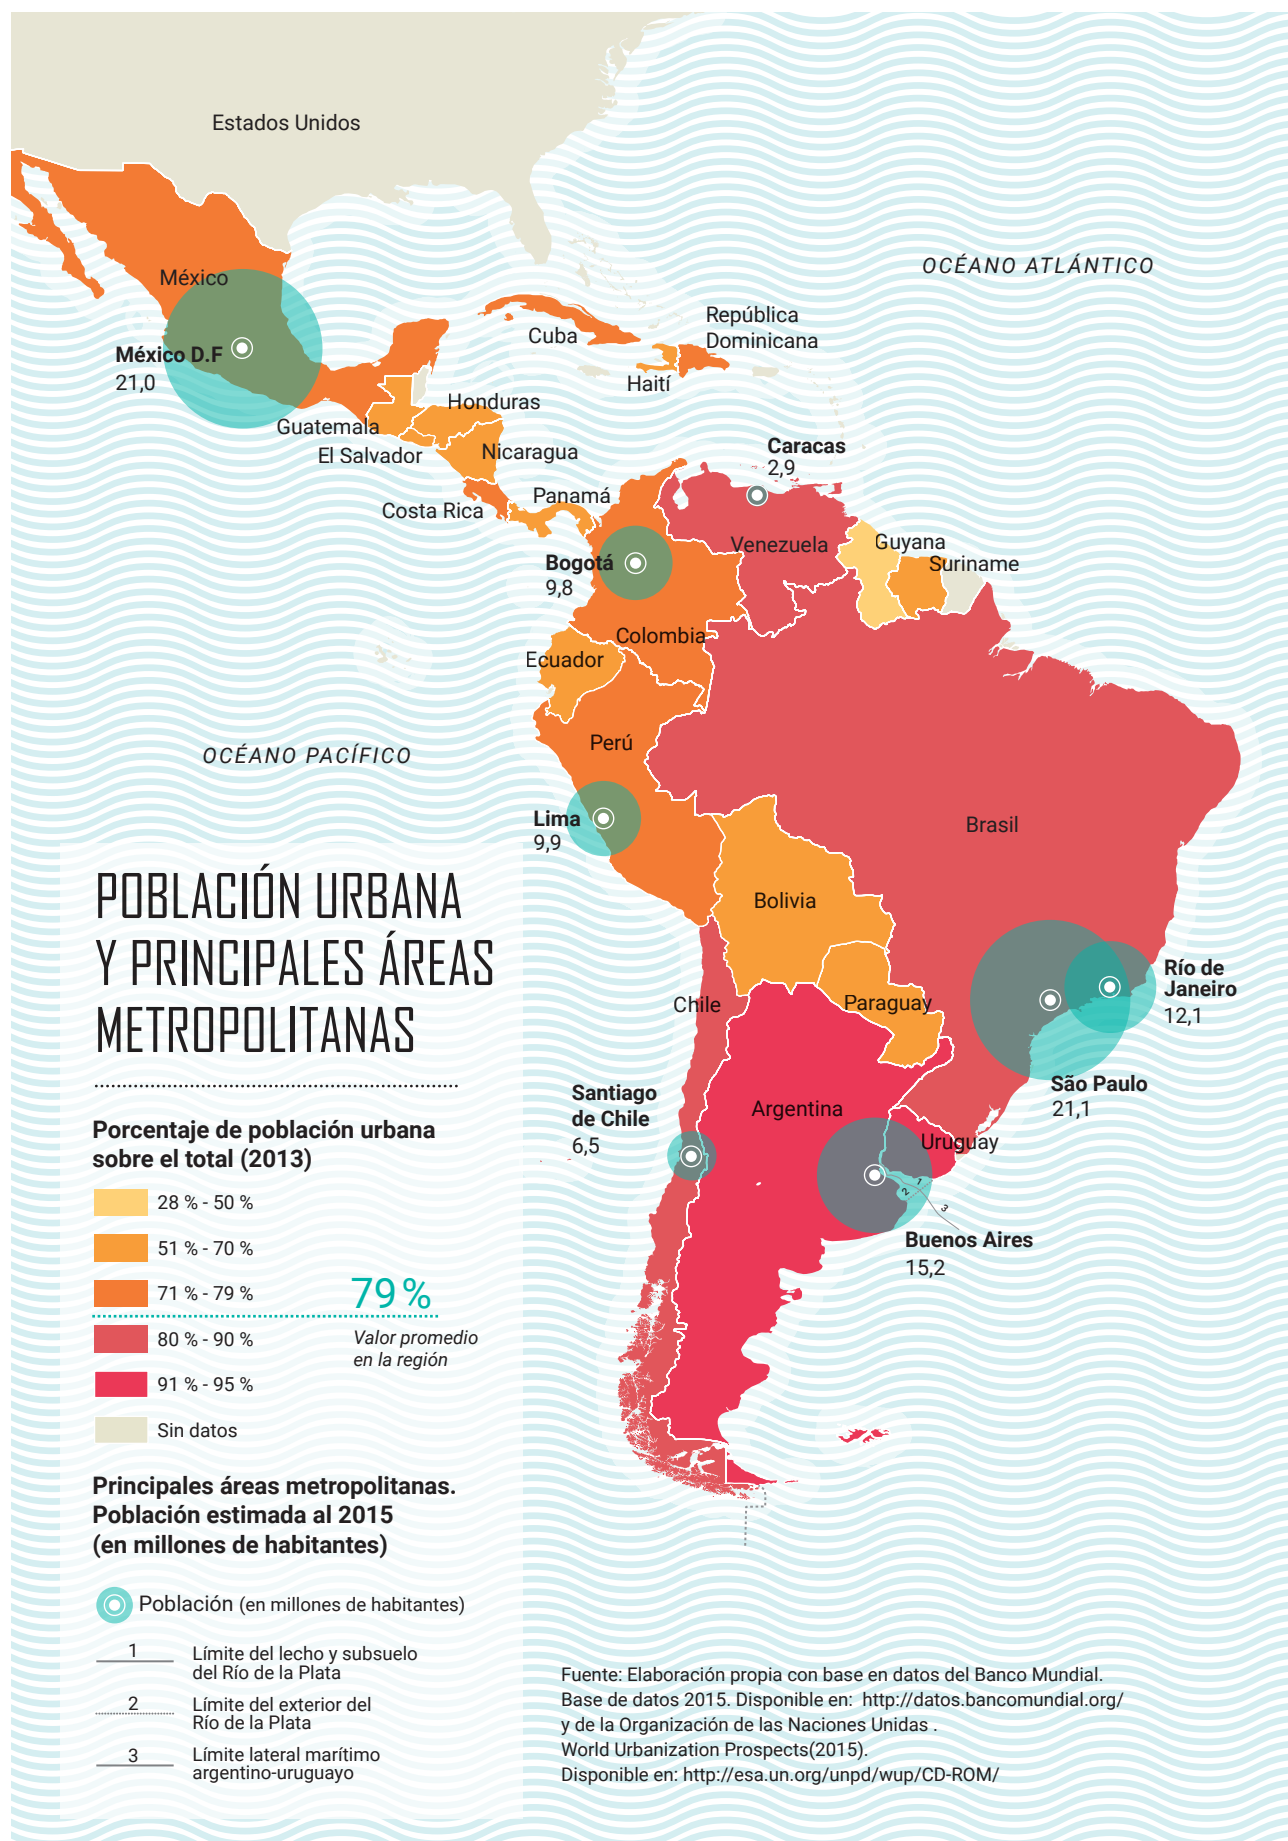 Estados Unidos
OCÉANO ATLÁNTICO
México
República
Dominicana
Cuba
México D.F
21,0
Haití
Honduras
Guatemala
El Salvador
Nicaragua
Caracas
2,9
Panamá
Costa Rica
Venezuela
Guyana
Suriname
Bogotá
9,8
Colombia
Ecuador
Perú
OCÉANO PACÍFICO
Lima
9,9
Brasil
Bolivia
Chile
Paraguay
Río de
Janeiro
12,1
São Paulo
21,1
Santiago
de Chile
6,5
Argentina
Uruguay
1
2
3
Buenos Aires
15,2
POBLACIÓN URBANA
Y PRINCIPALES ÁREAS
METROPOLITANAS
Porcentaje de población urbana
sobre el total (2013)
28 % - 50 %
51 % - 70 %
71 % - 79 %
79 %
80 % - 90 %
Valor promedio
en la región
91 % - 95 %
Sin datos
Principales áreas metropolitanas.
Población estimada al 2015
(en millones de habitantes)
Población (en millones de habitantes)
1
Límite del lecho y subsuelo
del Río de la Plata
2
Límite del exterior del
Río de la Plata
3
Límite lateral marítimo
argentino-uruguayo
Fuente: Elaboración propia con base en datos del Banco Mundial.
Base de datos 2015. Disponible en: http://datos.bancomundial.org/
y de la Organización de las Naciones Unidas .
World Urbanization Prospects(2015).
Disponible en: http://esa.un.org/unpd/wup/CD-ROM/